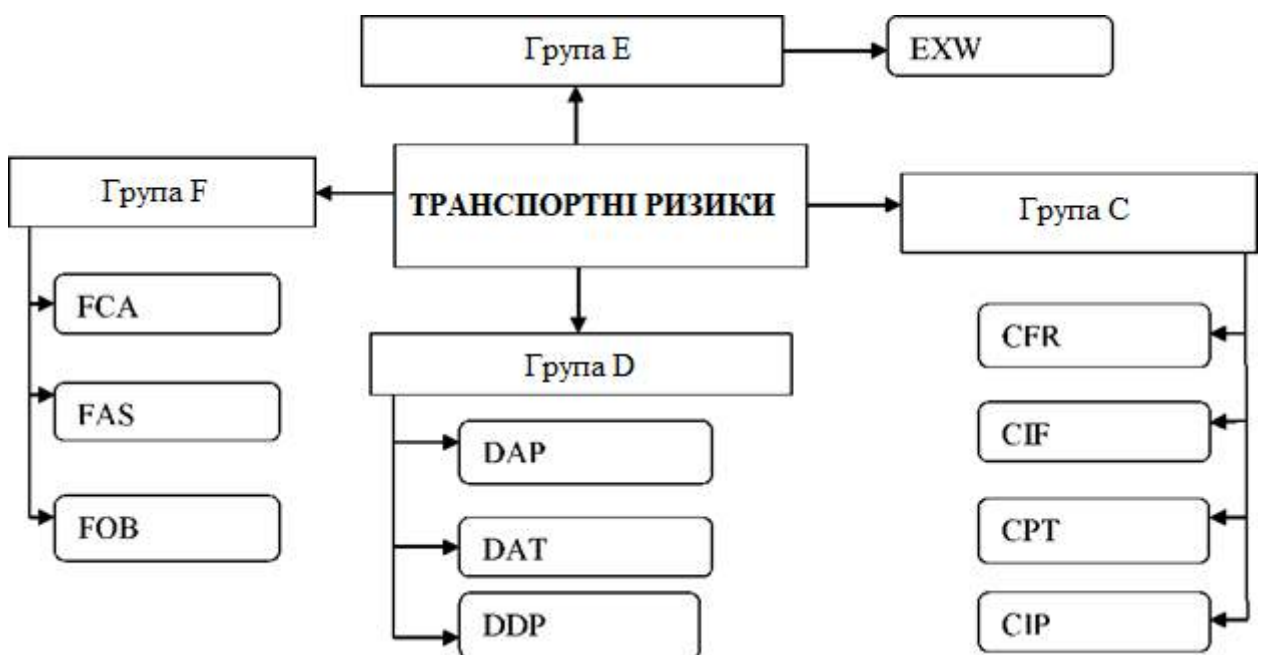 Група E
EXW
Група F
ТРАНСПОРТНІ РИЗИКИ
Група C
FCA
FAS
FOB
Група D
DAP
DAT
DDP
CFR
CIF
CPT
CIP